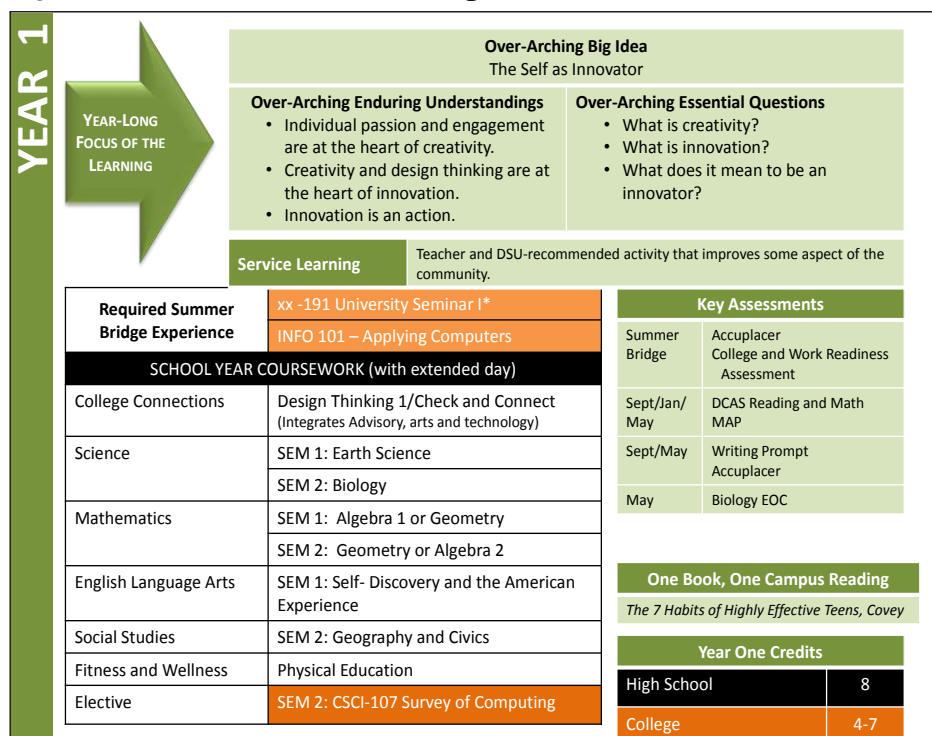 YEAR 1
YEAR-LONG
FOCUS OF THE
LEARNING
Over-Arching Big Idea
The Self as Innovator
Over-Arching Enduring Understandings
• Individual passion and engagement
are at the heart of creativity.
• Creativity and design thinking are at
the heart of innovation.
• Innovation is an action.
Over-Arching Essential Questions
• What is creativity?
• What is innovation?
• What does it mean to be an
innovator?
Service Learning
Teacher and DSU-recommended activity that improves some aspect of the
community.
Required Summer
Bridge Experience
xx -191 University Seminar I*
INFO 101 – Applying Computers
SCHOOL YEAR COURSEWORK (with extended day)
College Connections
Design Thinking 1/Check and Connect
(Integrates Advisory, arts and technology)
Science
SEM 1: Earth Science
SEM 2: Biology
Mathematics
SEM 1: Algebra 1 or Geometry
SEM 2: Geometry or Algebra 2
English Language Arts
SEM 1: Self- Discovery and the American
Experience
Social Studies
SEM 2: Geography and Civics
Fitness and Wellness
Physical Education
Elective
SEM 2: CSCI-107 Survey of Computing
Key Assessments
Summer
Bridge
Accuplacer
College and Work Readiness
Assessment
Sept/Jan/
May
DCAS Reading and Math
MAP
Sept/May
Writing Prompt
Accuplacer
May
Biology EOC
One Book, One Campus Reading
The 7 Habits of Highly Effective Teens, Covey
Year One Credits
High School 8
College 4-7